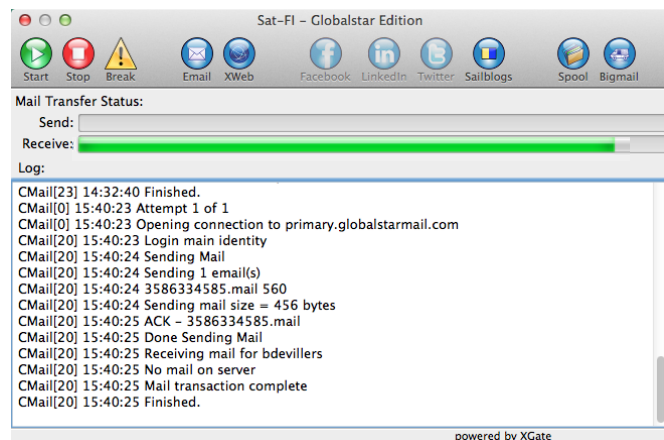 Sat-FI – Globalstar Edition
Start Stop Break Email XWeb Facebook LinkedIn Twitter Sailblogs Spool Bigmail
Mail Transfer Status:
Send:
Receive:
Log:
CMail[23] 14:32:40 Finished.
CMail[0] 15:40:23 Attempt 1 of 1
CMail[0] 15:40:23 Opening connection to primary.globalstarmail.com
CMail[20] 15:40:23 Login main identity
CMail[20] 15:40:24 Sending Mail
CMail[20] 15:40:24 Sending 1 email(s)
CMail[20] 15:40:24 3586334585.mail 560
CMail[20] 15:40:24 Sending mail size = 456 bytes
CMail[20] 15:40:25 ACK – 3586334585.mail
CMail[20] 15:40:25 Done Sending Mail
CMail[20] 15:40:25 Receiving mail for bdevillers
CMail[20] 15:40:25 No mail on server
CMail[20] 15:40:25 Mail transaction complete
CMail[20] 15:40:25 Finished.
powered by XGate